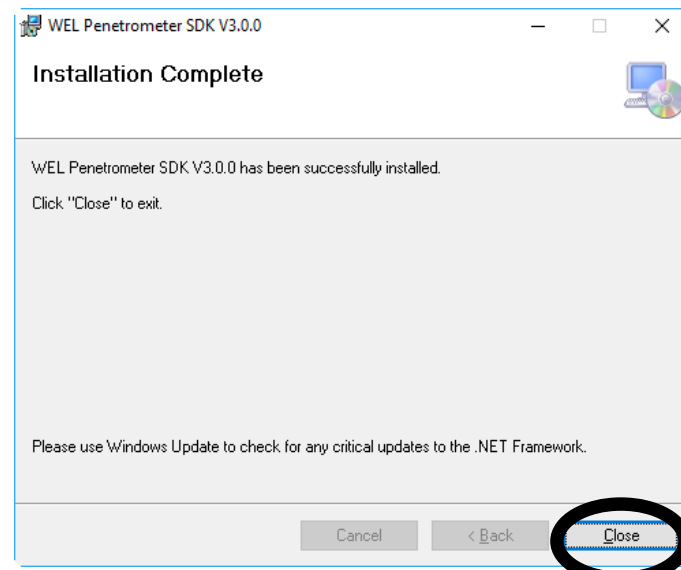 WEL Penetrometer SDK V3.0.0
Installation Complete
WEL Penetrometer SDK V3.0.0 has been successfully installed.
Click "Close" to exit.
Please use Windows Update to check for any critical updates to the .NET Framework.
Cancel
< Back
Close